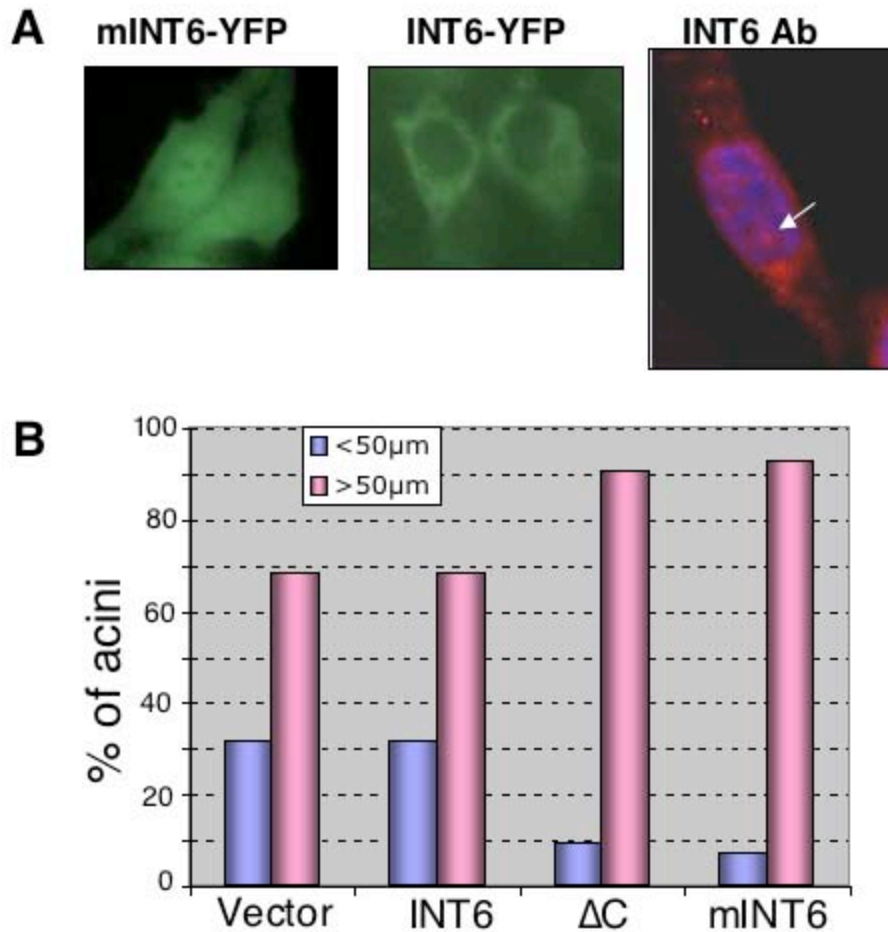 A
mINT6-YFP
INT6-YFP
INT6 Ab
B
% of acini
100
80
60
40
20
0
<50µm
>50µm
Vector
INT6
ΔC
mINT6